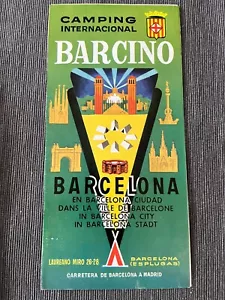 CAMPING
INTERNACIONAL
BARCINO
BARCELONA
EN BARCELONA CIUDAD
DANS LA VILLE DE BARCELONE
IN BARCELONA CITY
IN BARCELONA STADT
LAUREANO MIRO 26-28
BARCELONA
(ESPLUGAS)
CARRETERA DE BARCELONA A MADRID